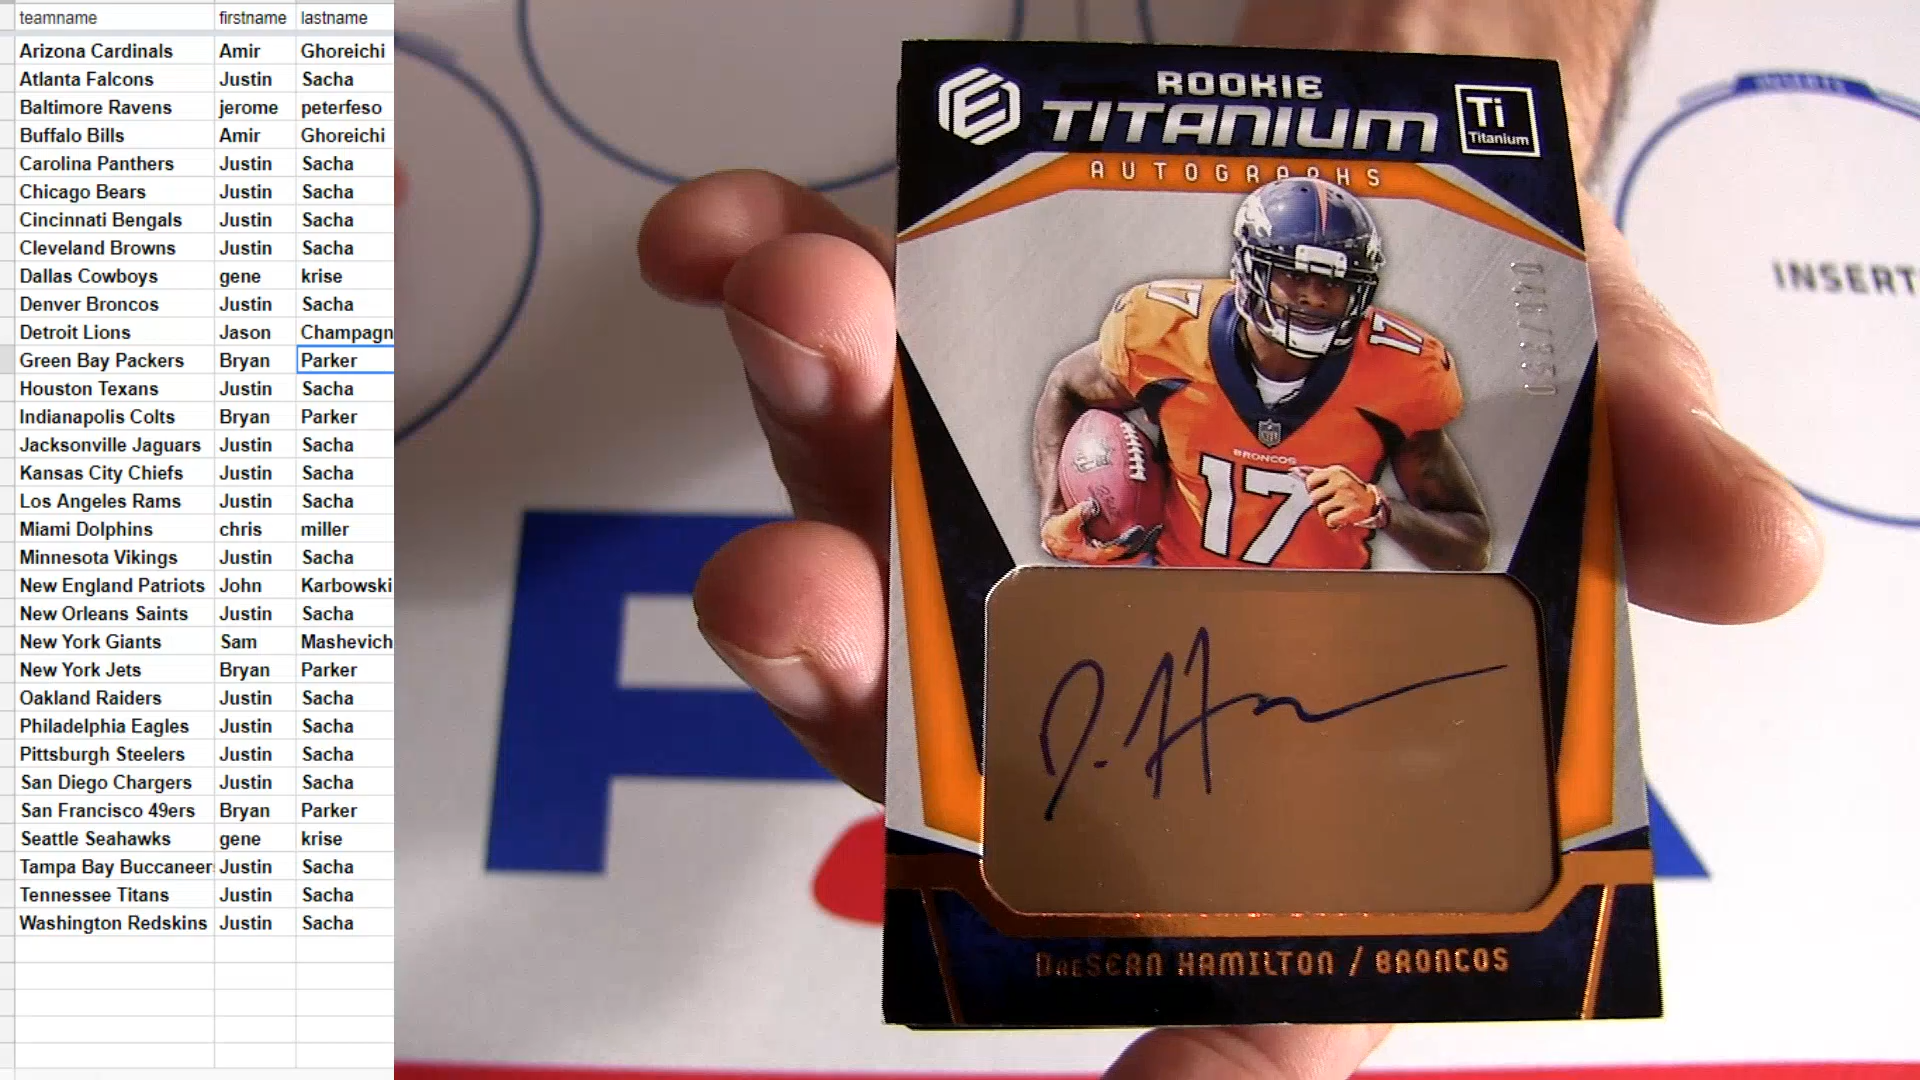 teamname firstname lastname
Arizona Cardinals Amir Ghoreichi
Atlanta Falcons Justin Sacha
Baltimore Ravens jerome peterfeso
Buffalo Bills Amir Ghoreichi
Carolina Panthers Justin Sacha
Chicago Bears Justin Sacha
Cincinnati Bengals Justin Sacha
Cleveland Browns Justin Sacha
Dallas Cowboys gene krise
Denver Broncos Justin Sacha
Detroit Lions Jason Champagn
Green Bay Packers Bryan Parker
Houston Texans Justin Sacha
Indianapolis Colts Bryan Parker
Jacksonville Jaguars Justin Sacha
Kansas City Chiefs Justin Sacha
Los Angeles Rams Justin Sacha
Miami Dolphins chris miller
Minnesota Vikings Justin Sacha
New England Patriots John Karbowski
New Orleans Saints Justin Sacha
New York Giants Sam Mashevich
New York Jets Bryan Parker
Oakland Raiders Justin Sacha
Philadelphia Eagles Justin Sacha
Pittsburgh Steelers Justin Sacha
San Diego Chargers Justin Sacha
San Francisco 49ers Bryan Parker
Seattle Seahawks gene krise
Tampa Bay Buccaneer Justin Sacha
Tennessee Titans Justin Sacha
Washington Redskins Justin Sacha
ROOKIE
TITANIUM
Ti
Titanium
AUTOGRAPHS
17
17
BRONCOS
17
D. H
DaeSEAN HAMILTON / BRONCOS
INSERTS
INSERT